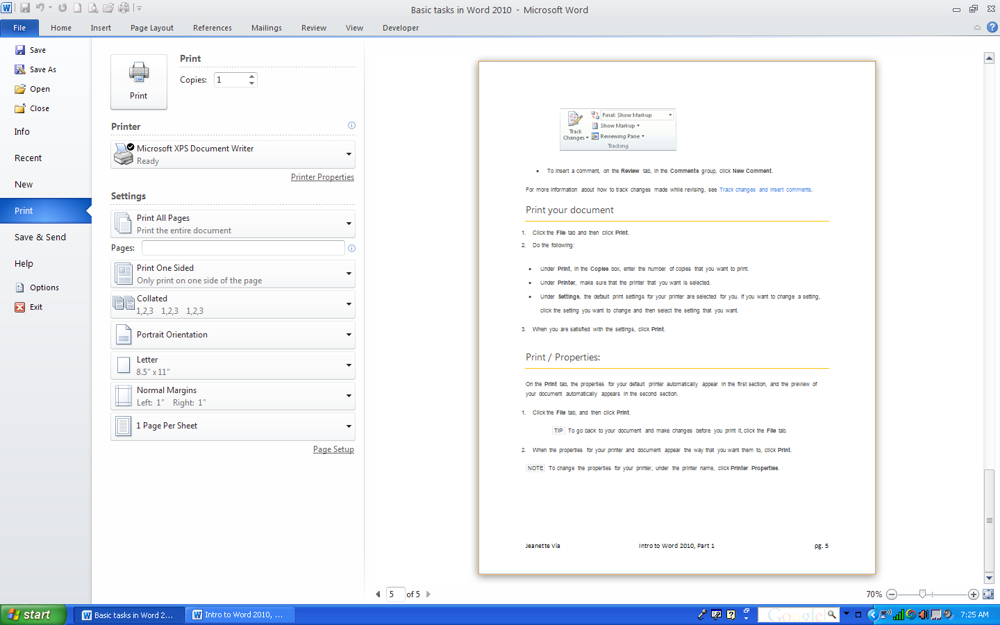 Basic tasks in Word 2010 - Microsoft Word
File Home Insert Page Layout References Mailings Review View Developer
Save
Save As
Open
Close
Info
Recent
New
Print
Save & Send
Help
Options
Exit
Print
Print
Copies: 1
Printer
Microsoft XPS Document Writer
Ready
Printer Properties
Settings
Print All Pages
Print the entire document
Pages:
Print One Sided
Only print on one side of the page
Collated
1,2,3 1,2,3 1,2,3
Portrait Orientation
Letter
8.5" x 11"
Normal Margins
Left: 1" Right: 1"
1 Page Per Sheet
Page Setup
Track Changes
Final: Show Markup
Show Markup
Reviewing Pane
Tracking
• To insert a comment, on the Review tab, in the Comments group, click New Comment.
For more information about how to track changes made while revising, see Track changes and insert comments.
Print your document
1. Click the File tab and then click Print.
2. Do the following:
• Under Print, in the Copies box, enter the number of copies that you want to print.
• Under Printer, make sure that the printer that you want is selected.
• Under Settings, the default print settings for your printer are selected for you. If you want to change a setting,
click the setting you want to change and then select the setting that you want.
3. When you are satisfied with the settings, click Print.
Print / Properties:
On the Print tab, the properties for your default printer automatically appear in the first section, and the preview of
your document automatically appears in the second section.
1. Click the File tab, and then click Print.
TIP To go back to your document and make changes before you print it, click the File tab.
2. When the properties for your printer and document appear the way that you want them to, click Print.
NOTE To change the properties for your printer, under the printer name, click Printer Properties.
Jeanette Via Intro to Word 2010, Part 1 pg. 5
5 of 5
70%
start
Basic tasks in Word 2...
Intro to Word 2010, ...
Google
7:25 AM